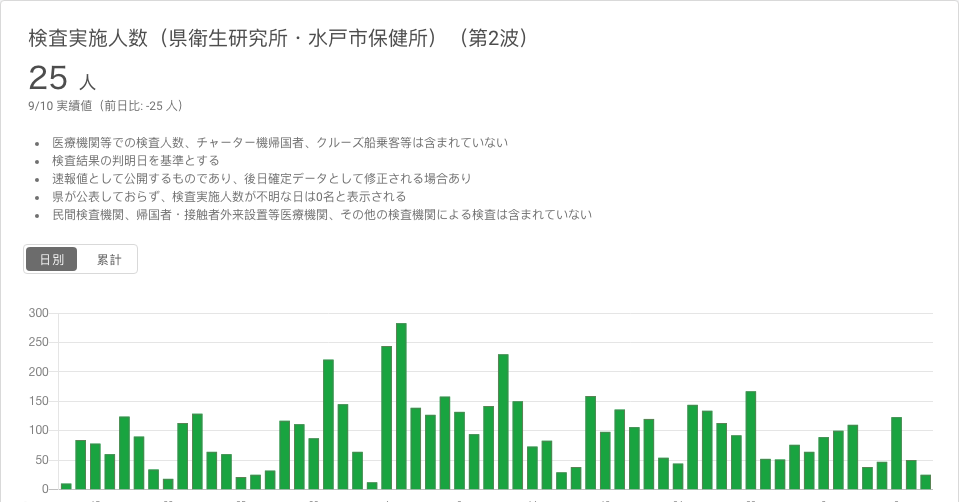 検査実施人数（県衛生研究所・水戸市保健所）（第2波）
25 人
9/10 実績値（前日比: -25 人）
医療機関等での検査人数、チャーター機帰国者、クルーズ船乗客等は含まれていない
検査結果の判明日を基準とする
速報値として公開するものであり、後日確定データとして修正される場合あり
県が公表しておらず、検査実施人数が不明な日は0名と表示される
民間検査機関、帰国者・接触者外来設置等医療機関、その他の検査機関による検査は含まれていない
日別 累計
300
250
200
150
100
50
0